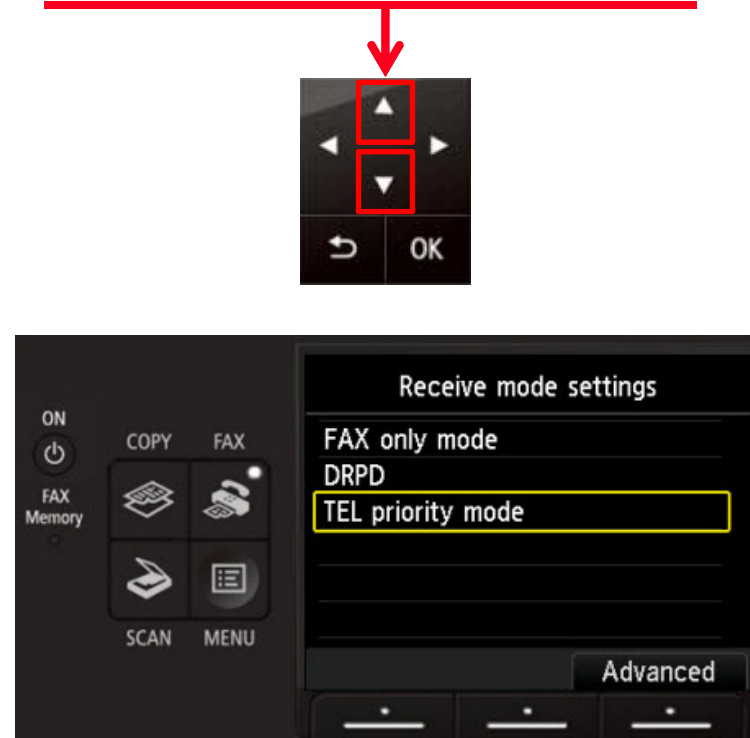 OK
Receive mode settings
ON
COPY FAX
FAX only mode
DRPD
FAX
Memory
TEL priority mode
SCAN MENU
Advanced